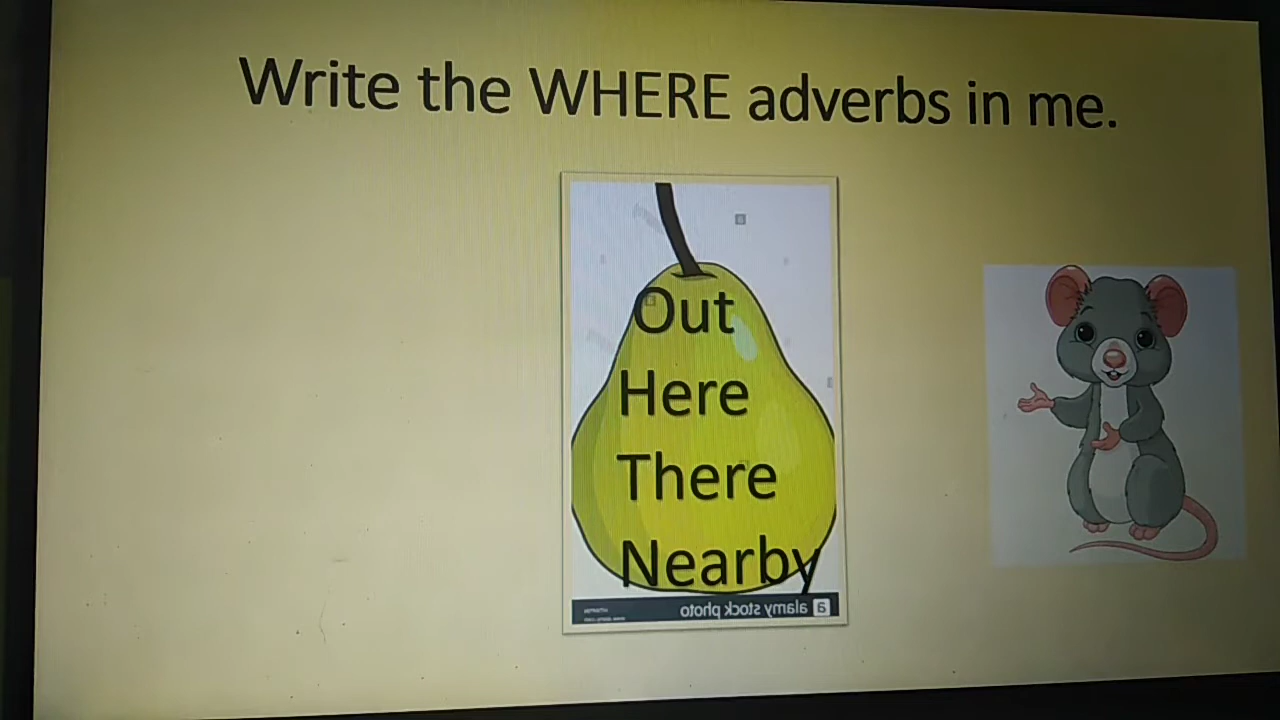 Write the WHERE adverbs in me.
Out
Here
There
Nearby
alamy stock photo